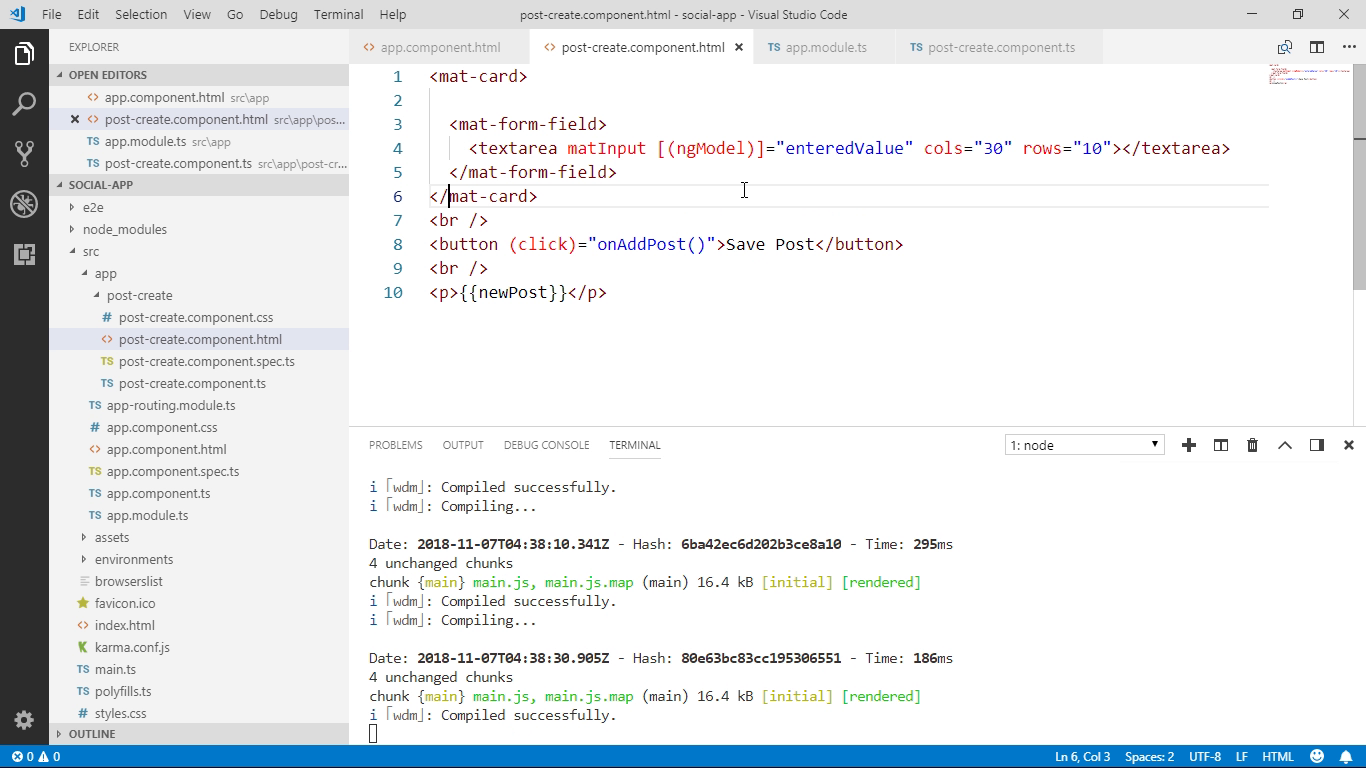 File Edit Selection View Go Debug Terminal Help
post-create.component.html - social-app - Visual Studio Code
EXPLORER
OPEN EDITORS
app.component.html src\app
post-create.component.html src\app\pos...
TS app.module.ts src\app
TS post-create.component.ts src\app\post-cr...
SOCIAL-APP
e2e
node_modules
src
app
post-create
# post-create.component.css
<> post-create.component.html
TS post-create.component.spec.ts
TS post-create.component.ts
TS app-routing.module.ts
# app.component.css
<> app.component.html
TS app.component.spec.ts
TS app.component.ts
TS app.module.ts
assets
environments
browserslist
favicon.ico
<> index.html
karma.conf.js
TS main.ts
TS polyfills.ts
# styles.css
OUTLINE
<> app.component.html
<> post-create.component.html
TS app.module.ts
TS post-create.component.ts
1 <mat-card>
2
3 <mat-form-field>
4 <textarea matInput [(ngModel)]="enteredValue" cols="30" rows="10"></textarea>
5 </mat-form-field>
6 </mat-card>
7 <br />
8 <button (click)="onAddPost()">Save Post</button>
9 <br />
10 <p>{{newPost}}</p>
PROBLEMS OUTPUT DEBUG CONSOLE TERMINAL
1: node
i ｢wdm｣: Compiled successfully.
i ｢wdm｣: Compiling...
Date: 2018-11-07T04:38:10.341Z - Hash: 6ba42ec6d202b3ce8a10 - Time: 295ms
4 unchanged chunks
chunk {main} main.js, main.js.map (main) 16.4 kB [initial] [rendered]
i ｢wdm｣: Compiled successfully.
i ｢wdm｣: Compiling...
Date: 2018-11-07T04:38:30.905Z - Hash: 80e63bc83cc195306551 - Time: 186ms
4 unchanged chunks
chunk {main} main.js, main.js.map (main) 16.4 kB [initial] [rendered]
i ｢wdm｣: Compiled successfully.
0 0
Ln 6, Col 3 Spaces: 2 UTF-8 LF HTML